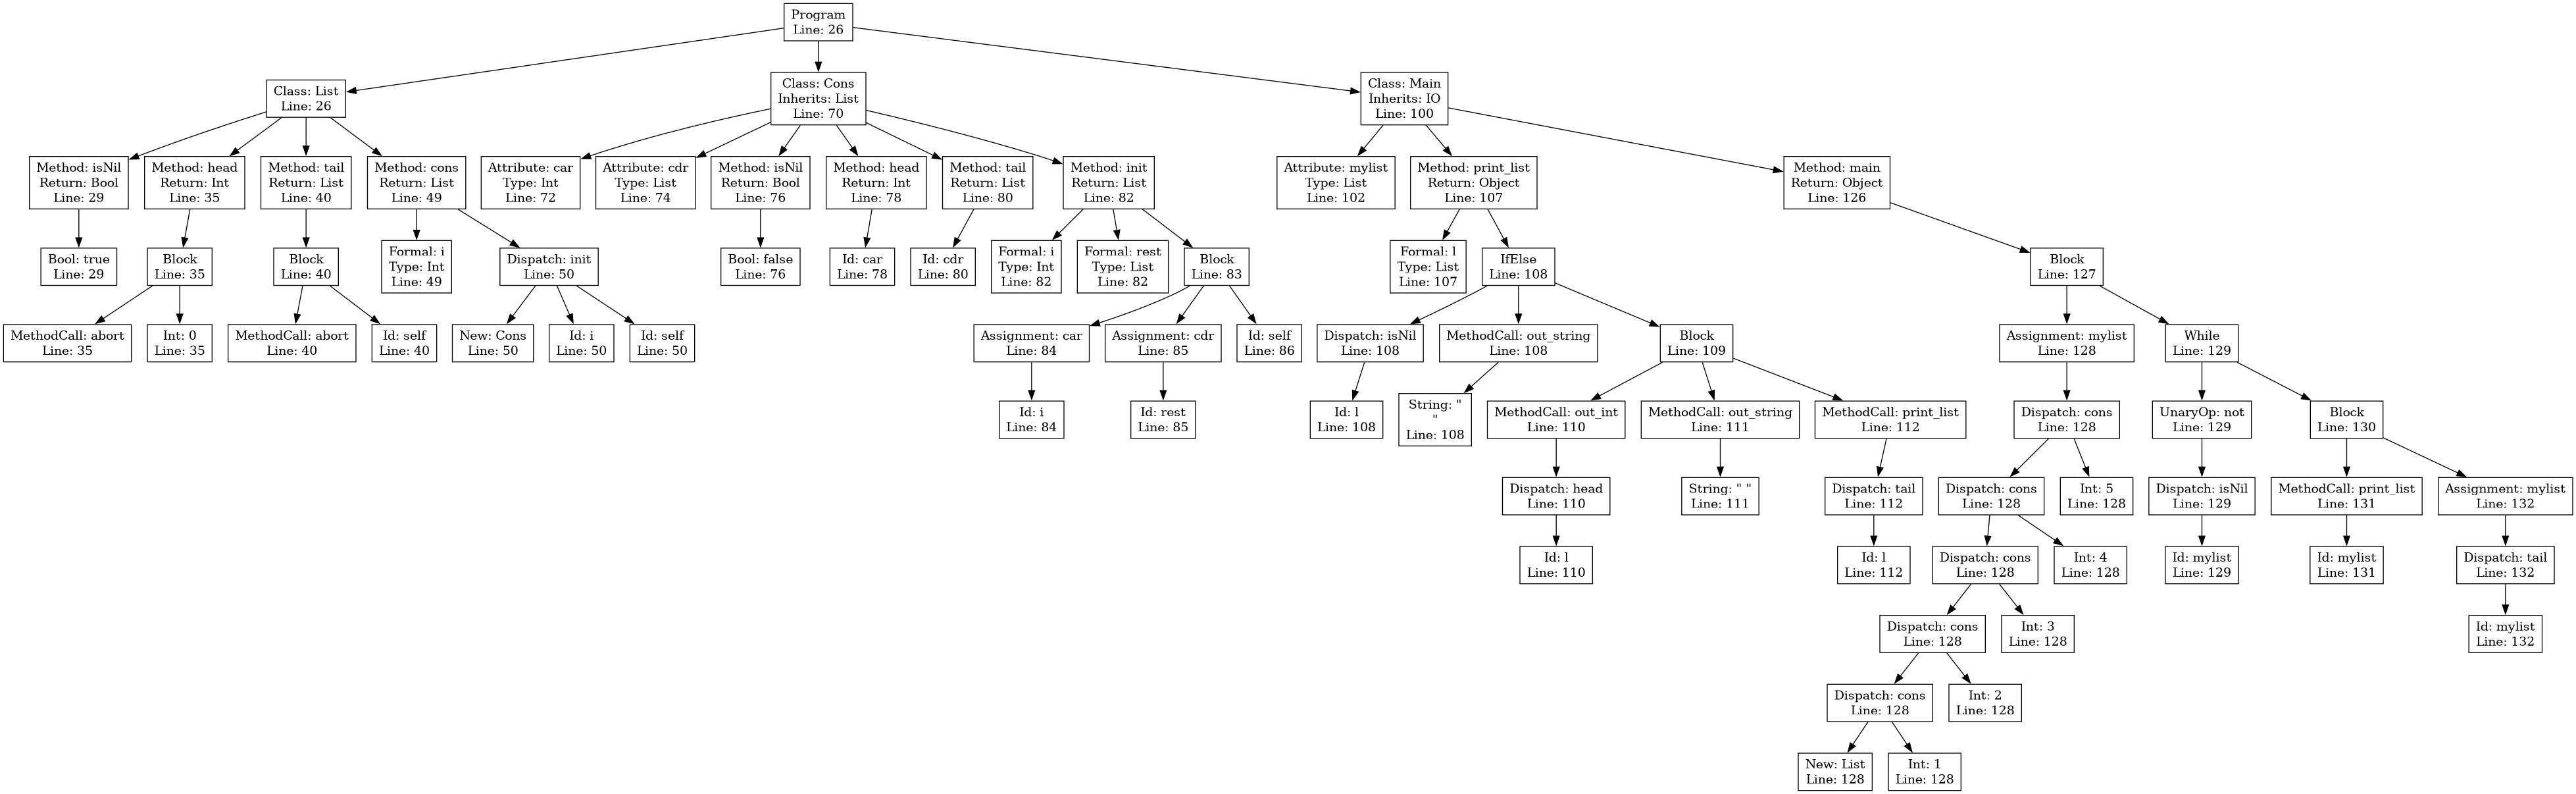 Program
Line: 26
Class: List
Line: 26
Class: Cons
Inherits: List
Line: 70
Class: Main
Inherits: IO
Line: 100
Method: isNil
Return: Bool
Line: 29
Method: head
Return: Int
Line: 35
Method: tail
Return: List
Line: 40
Method: cons
Return: List
Line: 49
Attribute: car
Type: Int
Line: 72
Attribute: cdr
Type: List
Line: 74
Method: isNil
Return: Bool
Line: 76
Method: head
Return: Int
Line: 78
Method: tail
Return: List
Line: 80
Method: init
Return: List
Line: 82
Attribute: mylist
Type: List
Line: 102
Method: print_list
Return: Object
Line: 107
Method: main
Return: Object
Line: 126
Bool: true
Line: 29
Block
Line: 35
Block
Line: 40
Formal: i
Type: Int
Line: 49
Dispatch: init
Line: 50
Bool: false
Line: 76
Id: car
Line: 78
Id: cdr
Line: 80
Formal: i
Type: Int
Line: 82
Formal: rest
Type: List
Line: 82
Block
Line: 83
Formal: l
Type: List
Line: 107
IfElse
Line: 108
Block
Line: 127
MethodCall: abort
Line: 35
Int: 0
Line: 35
MethodCall: abort
Line: 40
Id: self
Line: 40
New: Cons
Line: 50
Id: i
Line: 50
Id: self
Line: 50
Assignment: car
Line: 84
Assignment: cdr
Line: 85
Id: self
Line: 86
Dispatch: isNil
Line: 108
MethodCall: out_string
Line: 108
Block
Line: 109
Assignment: mylist
Line: 128
While
Line: 129
Id: i
Line: 84
Id: rest
Line: 85
Id: l
Line: 108
String: "
"
Line: 108
MethodCall: out_int
Line: 110
MethodCall: out_string
Line: 111
MethodCall: print_list
Line: 112
Dispatch: cons
Line: 128
UnaryOp: not
Line: 129
Block
Line: 130
Dispatch: head
Line: 110
String: " "
Line: 111
Dispatch: tail
Line: 112
Dispatch: cons
Line: 128
Int: 5
Line: 128
Dispatch: isNil
Line: 129
MethodCall: print_list
Line: 131
Assignment: mylist
Line: 132
Id: l
Line: 110
Id: l
Line: 112
Dispatch: cons
Line: 128
Int: 4
Line: 128
Id: mylist
Line: 129
Id: mylist
Line: 131
Dispatch: tail
Line: 132
Dispatch: cons
Line: 128
Int: 3
Line: 128
Id: mylist
Line: 132
Dispatch: cons
Line: 128
Int: 2
Line: 128
New: List
Line: 128
Int: 1
Line: 128